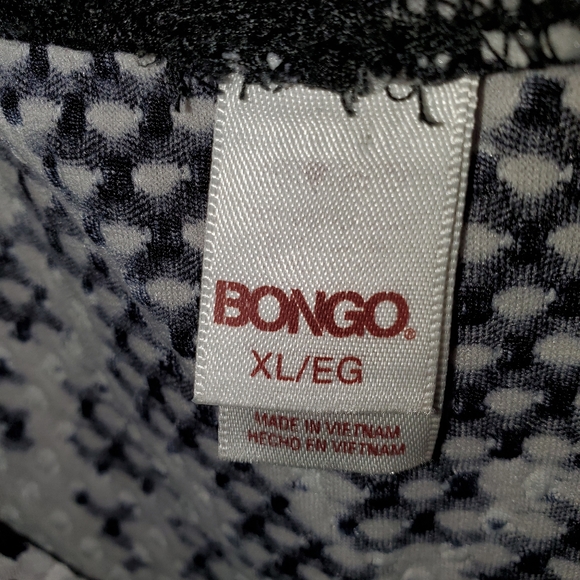 BONGO®
XL/EG
MADE IN VIETNAM
HECHO EN VIETNAM